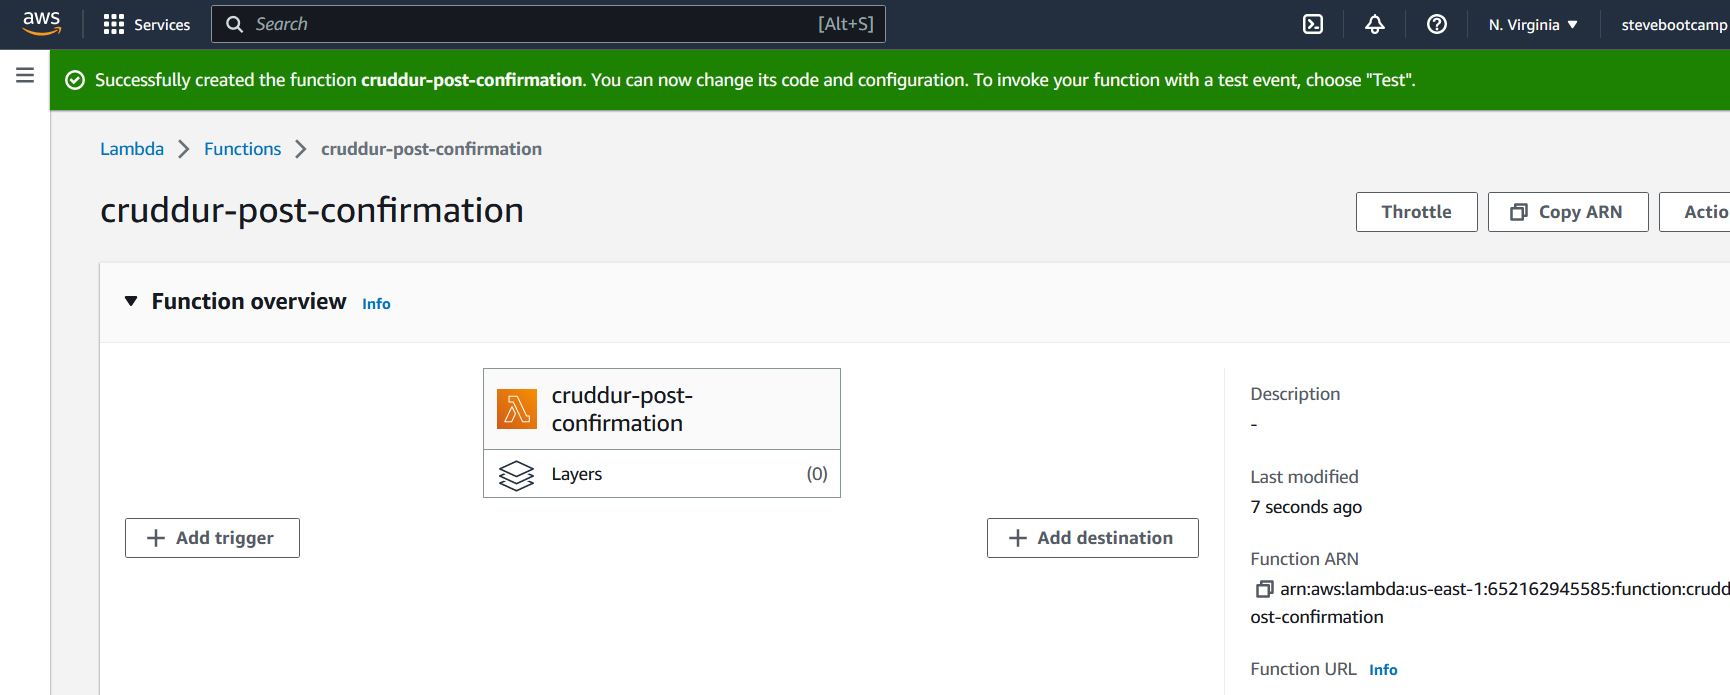 aws Services Search [Alt+S] N. Virginia stevebootcamp
Successfully created the function cruddur-post-confirmation. You can now change its code and configuration. To invoke your function with a test event, choose "Test".
Lambda Functions cruddur-post-confirmation
cruddur-post-confirmation
Throttle Copy ARN Actio
Function overview Info
cruddur-post-
confirmation
Layers (0)
Add trigger
Add destination
Description
-
Last modified
7 seconds ago
Function ARN
arn:aws:lambda:us-east-1:652162945585:function:crudd
ost-confirmation
Function URL Info